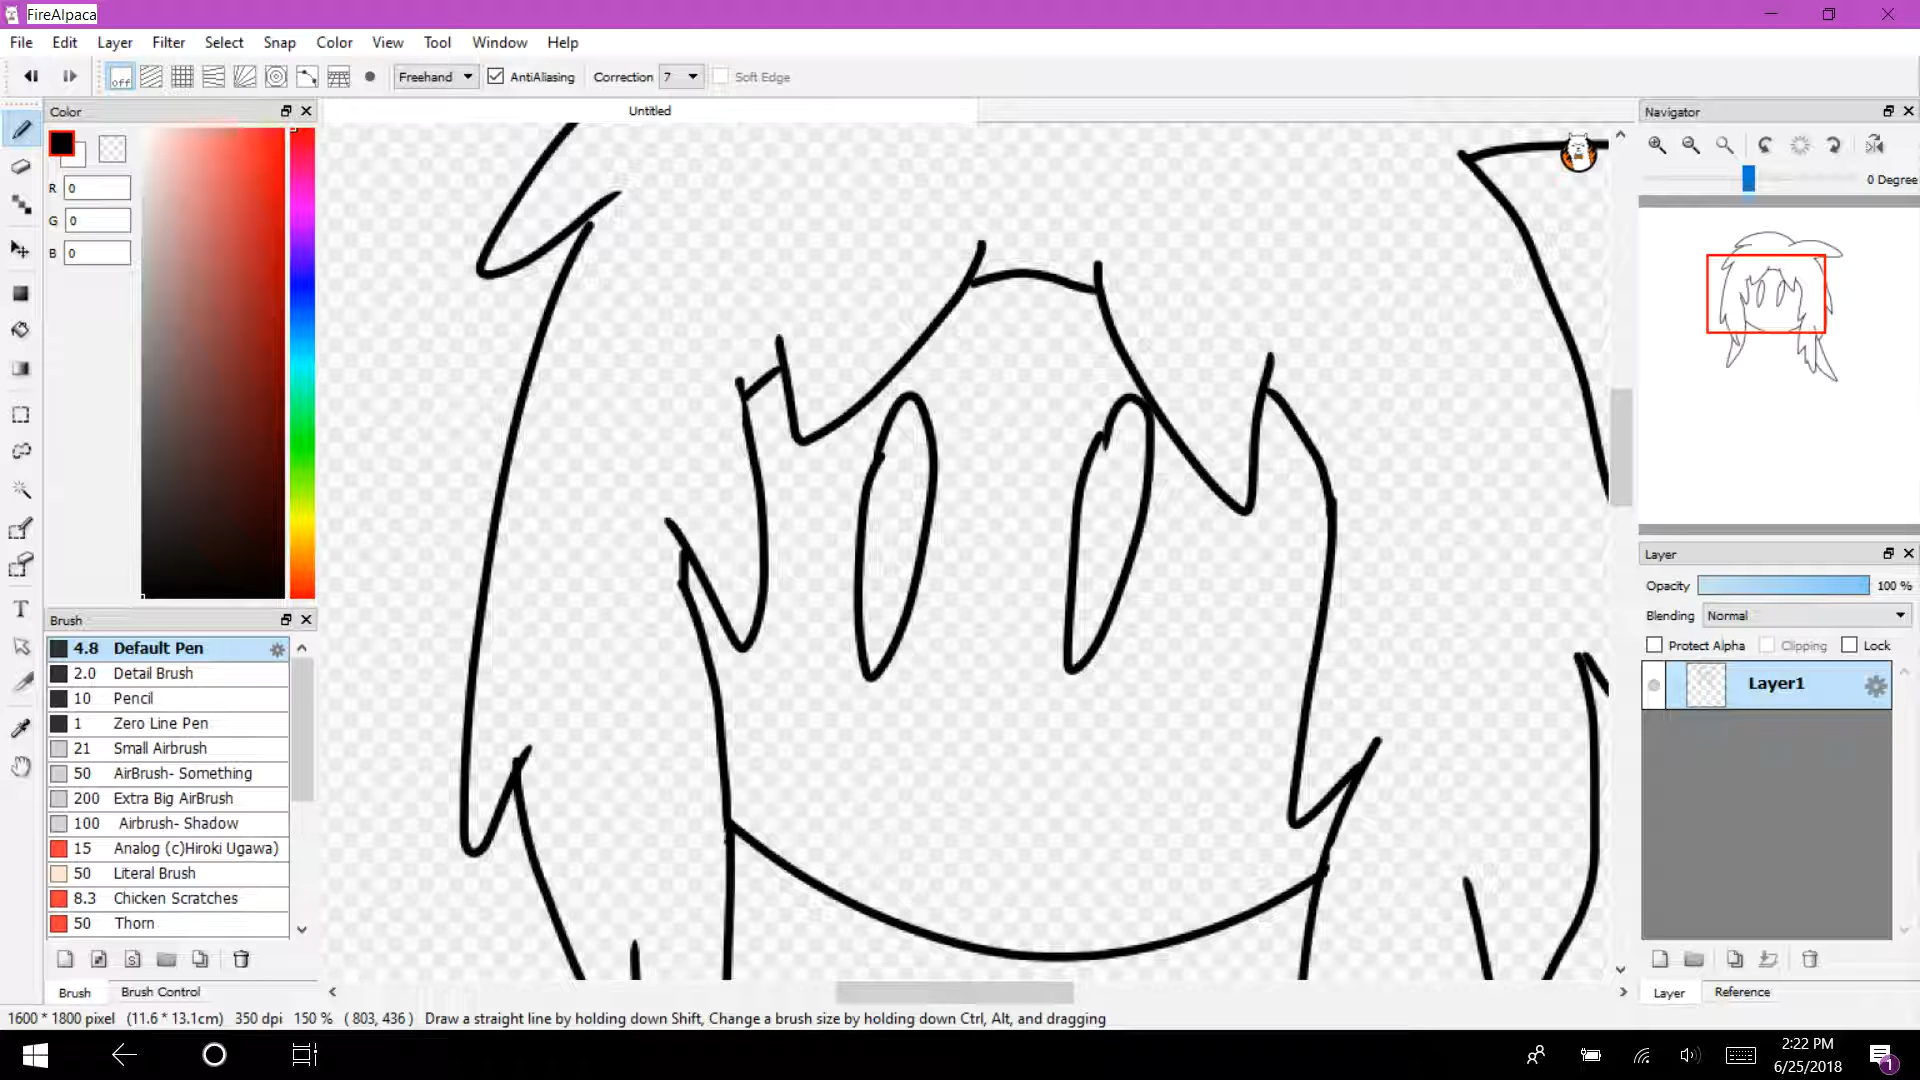 FireAlpaca
File Edit Layer Filter Select Snap Color View Tool Window Help
off Freehand AntiAliasing Correction 7 Soft Edge
Color
Untitled
Navigator
R 0
G 0
B 0
0 Degree
Brush
4.8 Default Pen
2.0 Detail Brush
10 Pencil
1 Zero Line Pen
21 Small Airbrush
50 AirBrush- Something
200 Extra Big AirBrush
100 Airbrush- Shadow
15 Analog (c)Hiroki Ugawa)
50 Literal Brush
8.3 Chicken Scratches
50 Thorn
Brush Brush Control
Layer
Opacity 100 %
Blending Normal
Protect Alpha Clipping Lock
Layer1
Layer Reference
1600 * 1800 pixel (11.6 * 13.1cm) 350 dpi 150 % ( 803, 436 ) Draw a straight line by holding down Shift, Change a brush size by holding down Ctrl, Alt, and dragging
2:22 PM
6/25/2018
1